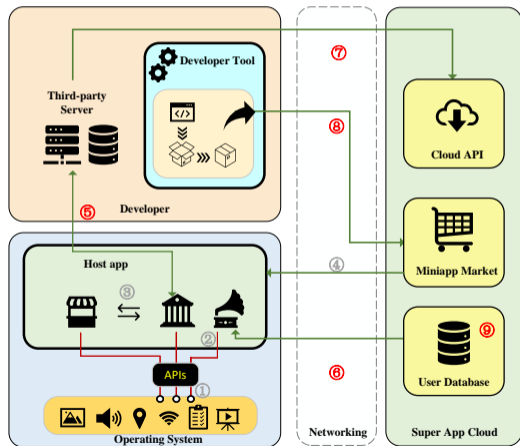 ⑦
Developer Tool
Third-party
Server
</>
⑧
Cloud API
⑤
Developer
Host app
③
④
Miniapp Market
②
⑨
APIs
①
⑥
User Database
Operating System
Networking
Super App Cloud